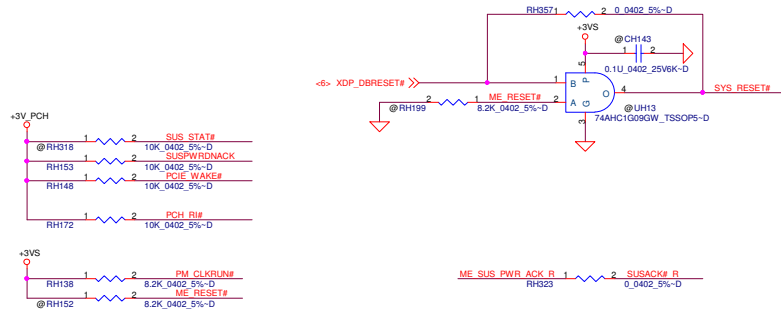 RH357 1 2 0_0402_5%~D
+3VS
@CH143
1 2
0.1U_0402_25V6K~D
5
<6> XDP_DBRESET# 1 B P
O 4 SYS_RESET#
@RH199 2 1 ME_RESET# 2 A G
8.2K_0402_5%~D
@UH13
74AHC1G09GW_TSSOP5~D
3
+3V_PCH
1 2 SUS_STAT#
@RH318 10K_0402_5%~D
1 2 SUSPWRDNACK
RH153 10K_0402_5%~D
1 2 PCIE_WAKE#
RH148 10K_0402_5%~D
1 2 PCH_RI#
RH172 10K_0402_5%~D
+3VS
1 2 PM_CLKRUN#
RH138 8.2K_0402_5%~D
1 2 ME_RESET#
@RH152 8.2K_0402_5%~D
ME_SUS_PWR_ACK_R 1 2 SUSACK#_R
RH323 0_0402_5%~D